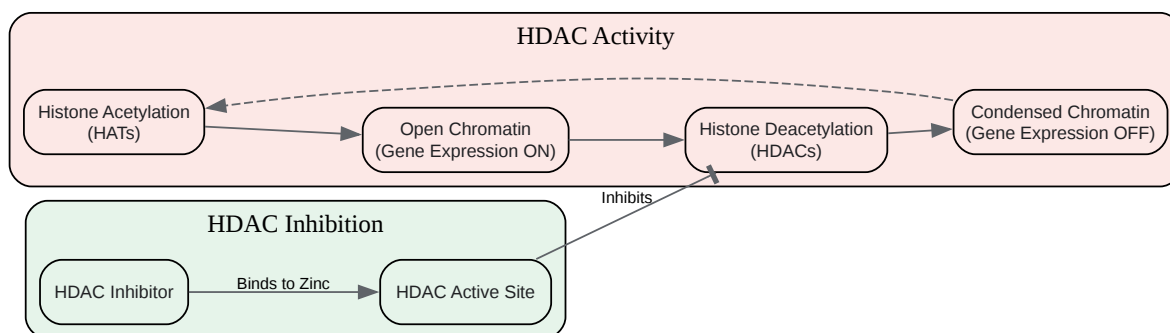 HDAC Activity
Histone Acetylation
(HATs)
Open Chromatin
(Gene Expression ON)
Histone Deacetylation
(HDACs)
Condensed Chromatin
(Gene Expression OFF)
Inhibits
HDAC Inhibition
HDAC Inhibitor
Binds to Zinc
HDAC Active Site